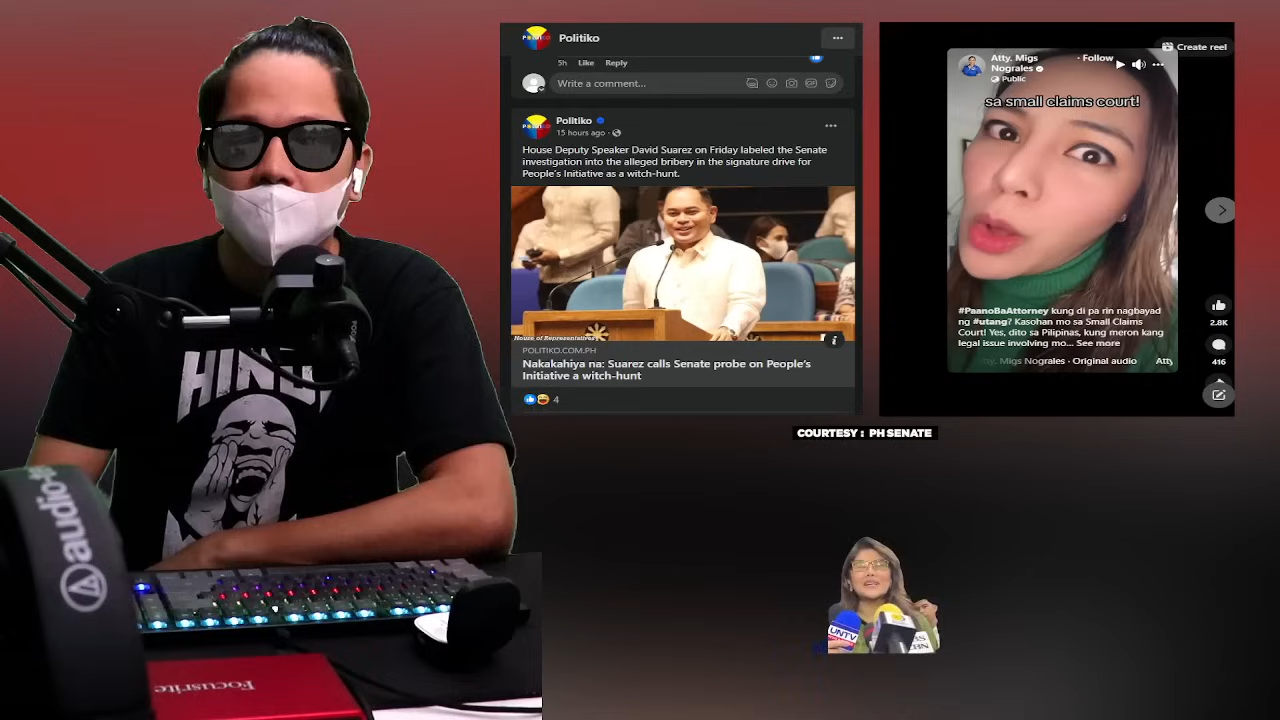 HINDI
audio-
Focusrite
RODE
Politiko
5h Like Reply
Write a comment...
Politiko
15 hours ago
House Deputy Speaker David Suarez on Friday labeled the Senate
investigation into the alleged bribery in the signature drive for
People's Initiative as a witch-hunt.
House of Representatives
POLITIKO.COM.PH
Nakakahiya na: Suarez calls Senate probe on People's
Initiative a witch-hunt
4
Create reel
Atty. Migs
Nograles
· Follow
Public
sa small claims court!
#PaanoBaAttorney kung di pa rin nagbayad
ng #utang? Kasohan mo sa Small Claims
Court! Yes, dito sa Pilipinas, kung meron kang
legal issue involving mo... See more
ty. Migs Nograles · Original audio Atty
2.8K
416
COURTESY : PH SENATE
UNTV